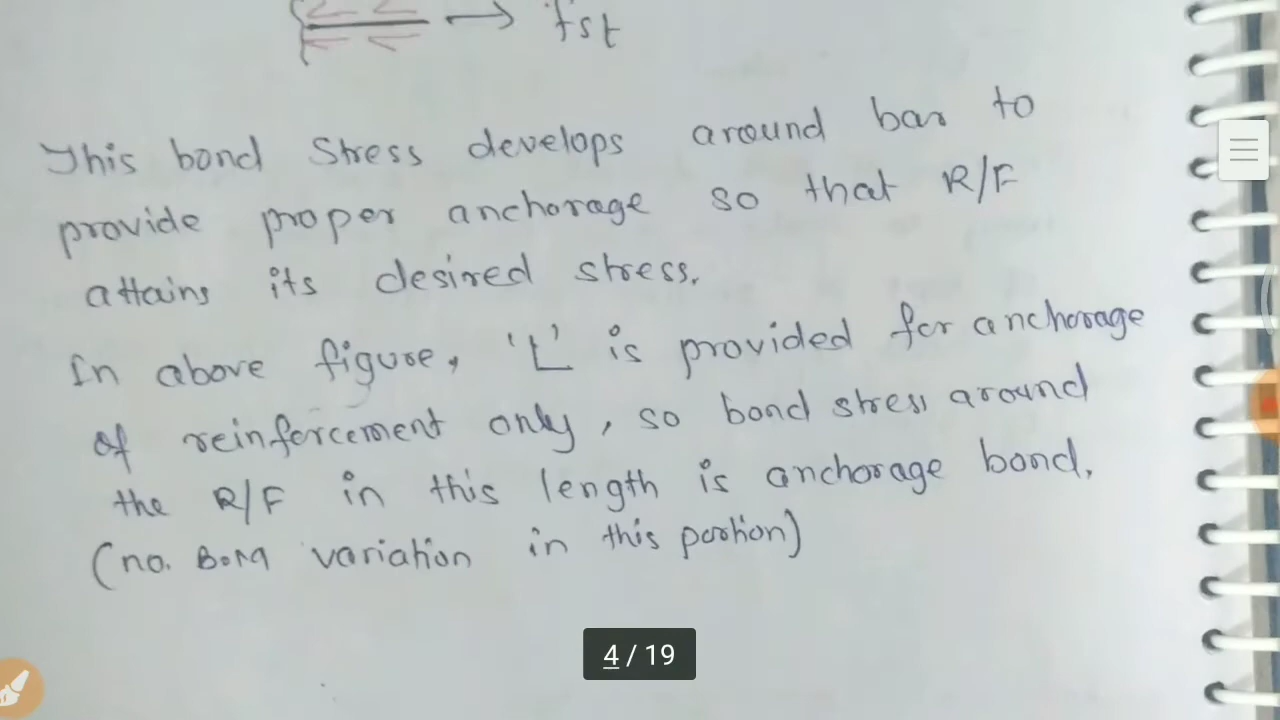 fst
This bond stress develops around bar to
provide proper anchorage so that R/F
attains its desired stress.
In above figure, 'L' is provided for anchorage
of reinforcement only, so bond stress around
the R/F in this length is anchorage bond.
(no. variation in this portion)
4 / 19